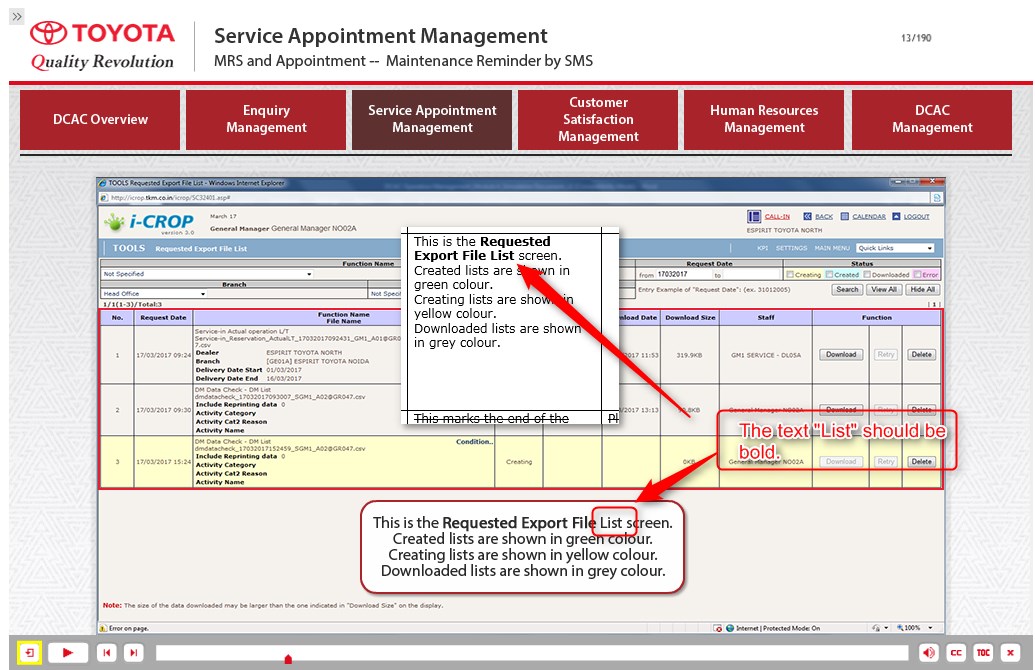 TOYOTA
Quality Revolution
Service Appointment Management
MRS and Appointment -- Maintenance Reminder by SMS
13/190
DCAC Overview
Enquiry
Management
Service Appointment
Management
Customer
Satisfaction
Management
Human Resources
Management
DCAC
Management
TOOLS Requested Export File List - Windows Internet Explorer
http://icrop.tkm.co.in/icrop/SC32401.asp#
i-CROP
version 3.0
March 17
General Manager General Manager NO02A
CALL-IN BACK CALENDAR LOGOUT
ESPIRIT TOYOTA NORTH
TOOLS Requested Export File List
KPI SETTINGS MAIN MENU Quick Links
Function Name
Request Date
Status
Not Specified
from 17032017 to
Creating Created Downloaded Error
Branch
Head Office
Not Speci
Entry Example of "Request Date": (ex. 31012005)
Search View All Hide All
1/1(1-3)/Total:3
| 1 |
No. Request Date Function Name
File Name
nload Date Download Size Staff Function
1 17/03/2017 09:24
Service-in Actual operation L/T
Service-in_Reservation_ActualLT_17032017092431_GM1_A02@GR0
7.csv
Dealer ESPIRIT TOYOTA NORTH
Branch [GE01A] ESPIRIT TOYOTA NOIDA
Delivery Date Start 01/03/2017
Delivery Date End 16/03/2017
2017 11:53 319.9KB GM1 SERVICE - DL05A Download Retry Delete
2 17/03/2017 09:30
DM Data Check - DM List
dmdatacheck_17032017093007_SGM1_A02@GR047.csv
Include Reprinting data 0
Activity Category
Activity Cat2 Reason
Activity Name
/2017 13:13 .8KB General Manager NO02A Download Retry Delete
3 17/03/2017 15:24
DM Data Check - DM List Condition..
dmdatacheck_17032017152459_SGM1_A02@GR047.csv
Include Reprinting data 0
Activity Category
Activity Cat2 Reason
Activity Name
Creating 0KB General Manager NO02A Download Retry Delete
This is the Requested
Export File List screen.
Created lists are shown in
green colour.
Creating lists are shown in
yellow colour.
Downloaded lists are shown
in grey colour.
This marks the end of the Pl
The text "List" should be
bold.
This is the Requested Export File List screen.
Created lists are shown in green colour.
Creating lists are shown in yellow colour.
Downloaded lists are shown in grey colour.
Note: The size of the data downloaded may be larger than the one indicated in "Download Size" on the display.
Error on page.
Internet | Protected Mode: On
100%
CC
TOC